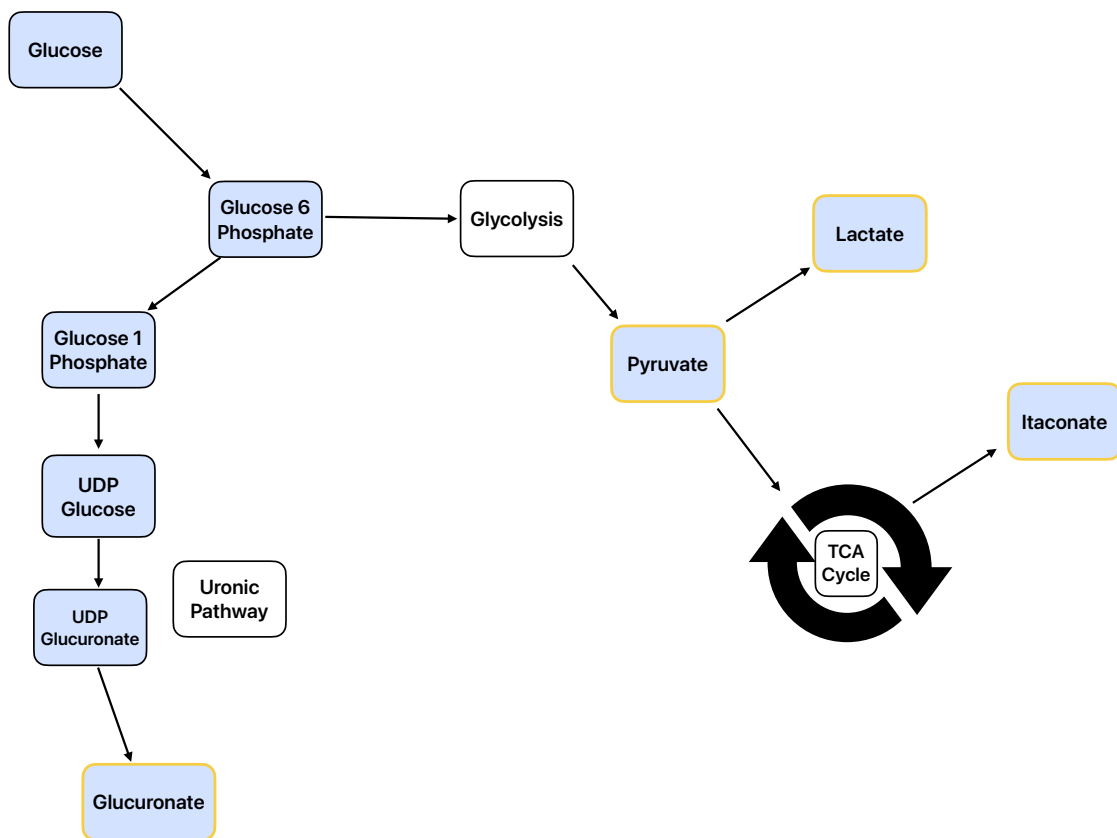 Glucose
Glucose 6
Phosphate
Glycolysis
Lactate
Glucose 1
Phosphate
Pyruvate
Itaconate
UDP
Glucose
TCA
Cycle
Uronic
Pathway
UDP
Glucuronate
Glucuronate